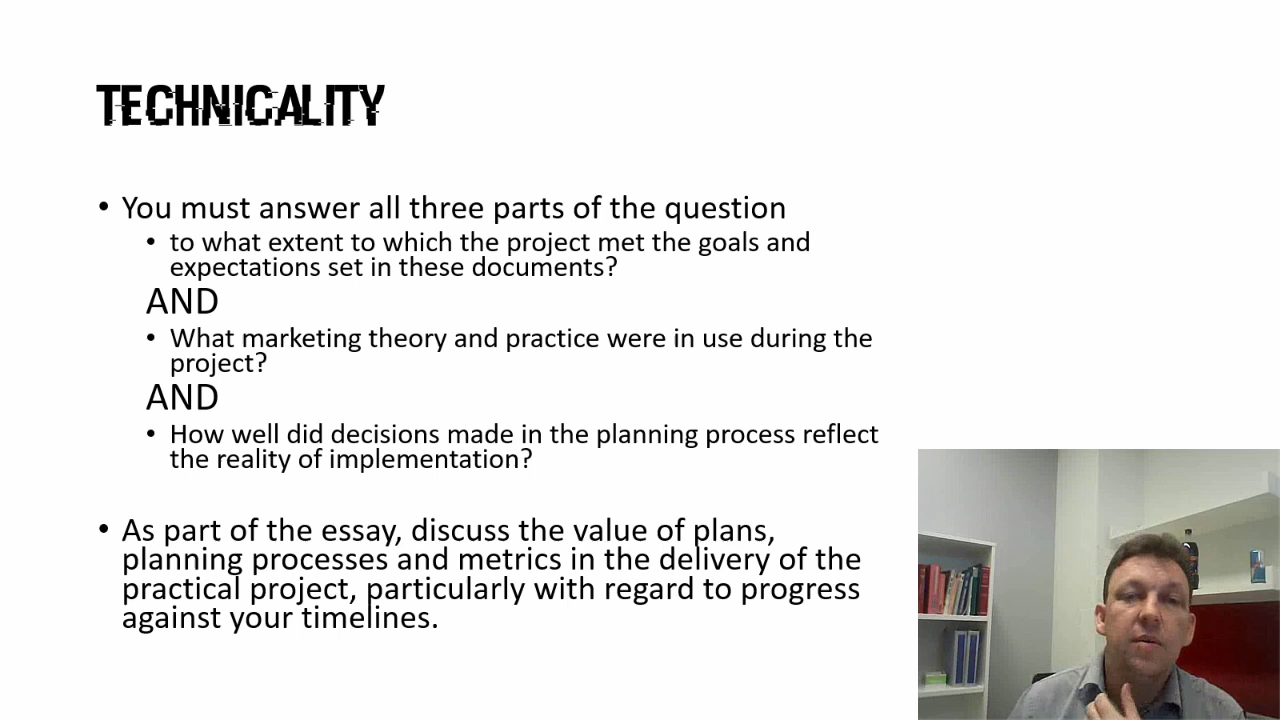 TECHNICALITY
• You must answer all three parts of the question
• to what extent to which the project met the goals and
expectations set in these documents?
AND
• What marketing theory and practice were in use during the
project?
AND
• How well did decisions made in the planning process reflect
the reality of implementation?
• As part of the essay, discuss the value of plans,
planning processes and metrics in the delivery of the
practical project, particularly with regard to progress
against your timelines.